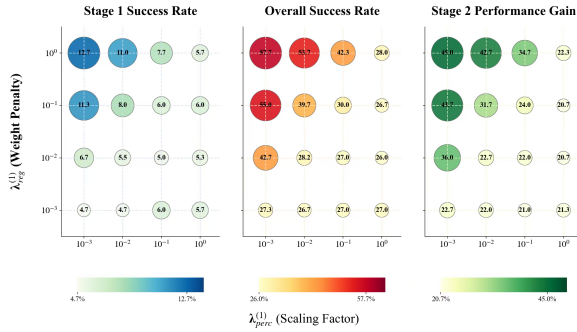 Stage 1 Success Rate
Overall Success Rate
Stage 2 Performance Gain
λ_reg^(1) (Weight Penalty)
10⁰
10⁻¹
10⁻²
10⁻³
12.7 11.0 7.7 5.7
11.3 8.0 6.0 6.0
6.7 5.5 5.0 5.3
4.7 4.7 6.0 5.7
10⁻³ 10⁻² 10⁻¹ 10⁰
57.7 53.7 42.3 28.0
55.0 39.7 30.0 26.7
42.7 28.2 27.0 26.0
27.3 26.7 27.0 27.0
10⁻³ 10⁻² 10⁻¹ 10⁰
45.0 42.7 34.7 22.3
43.7 31.7 24.0 20.7
36.0 22.7 22.0 20.7
22.7 22.0 21.0 21.3
10⁻³ 10⁻² 10⁻¹ 10⁰
4.7% 12.7%
26.0% 57.7%
20.7% 45.0%
λ_perc^(1) (Scaling Factor)